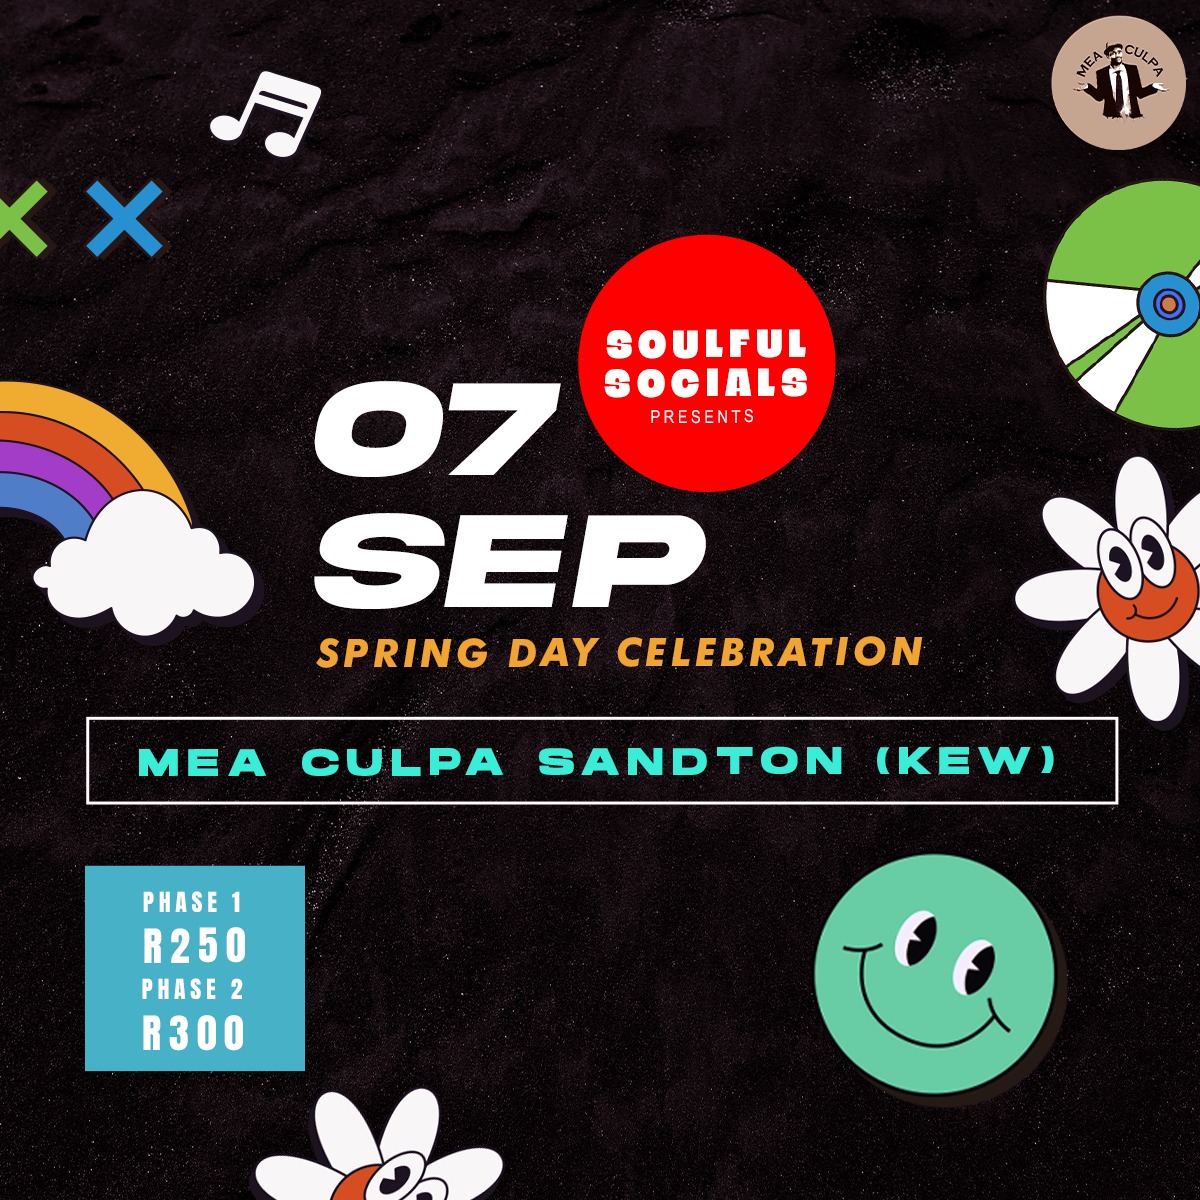 MEA CULPA
SOULFUL
SOCIALS
PRESENTS
07
SEP
SPRING DAY CELEBRATION
MEA CULPA SANDTON (KEW)
PHASE 1
R250
PHASE 2
R300